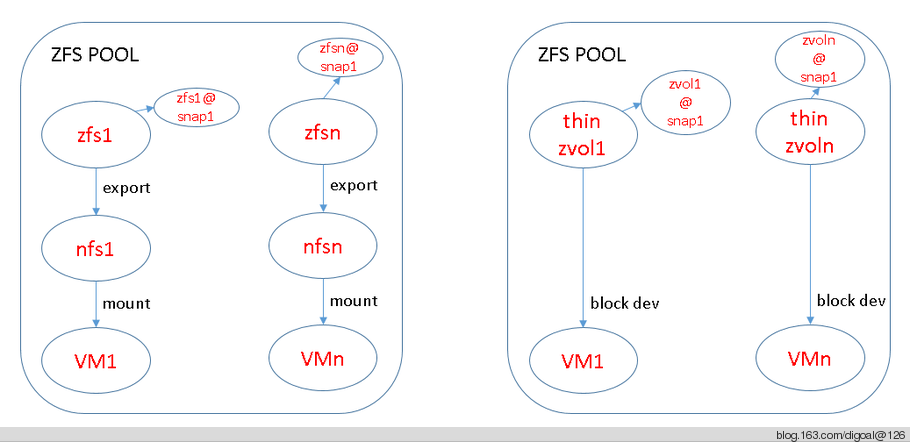 ZFS POOL
zfsn@
snap1
zfs1@
snap1
zfs1
zfsn
export
export
nfs1
nfsn
mount
mount
VM1
VMn
ZFS POOL
zvoln
@
snap1
zvol1
@
snap1
thin
zvol1
thin
zvoln
block dev
block dev
VM1
VMn
blog.163.com/digoal@126